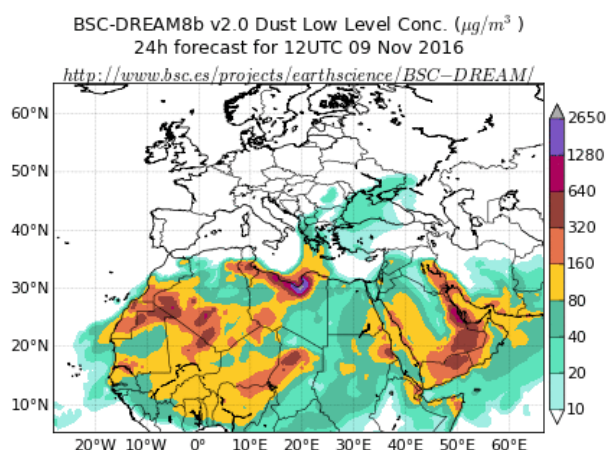 BSC-DREAM8b v2.0 Dust Low Level Conc. (μg/m³ )
24h forecast for 12UTC 09 Nov 2016
http://www.bsc.es/projects/earthscience/BSC−DREAM/
60°N
50°N
40°N
30°N
20°N
10°N
20°W 10°W 0° 10°E 20°E 30°E 40°E 50°E 60°E
2650
1280
640
320
160
80
40
20
10